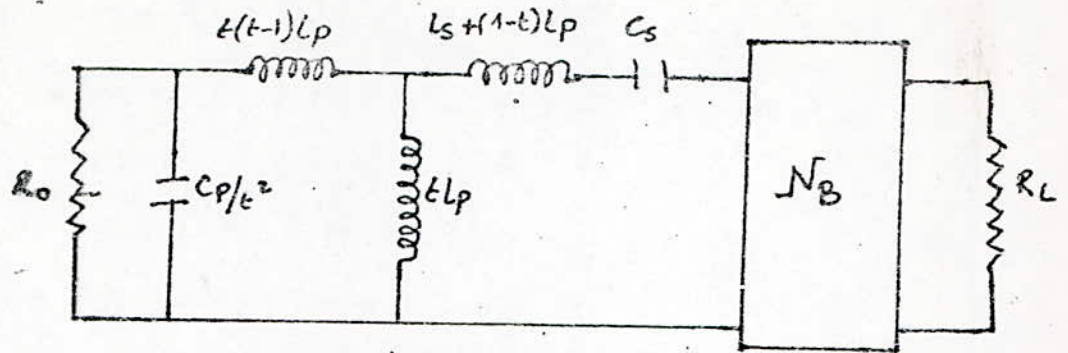 t(t-1)Lp
Ls+(1-t)Lp
Cs
Ro
Cp/t²
tLp
NB
RL